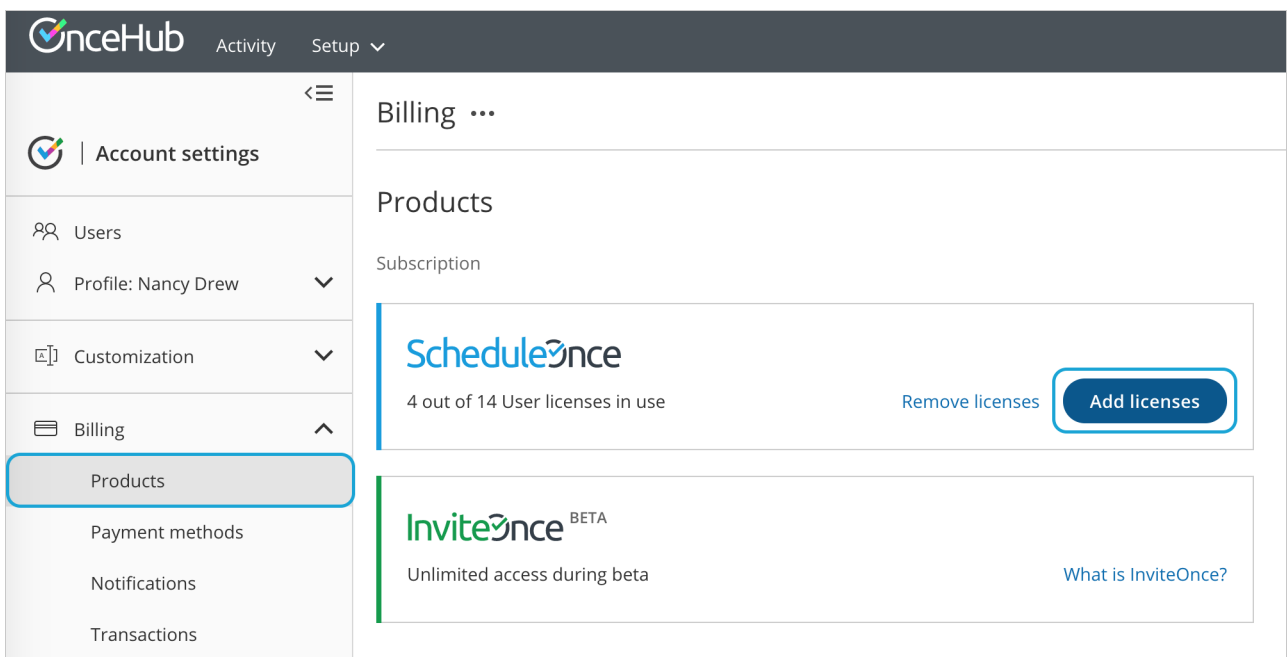 OnceHub
Activity
Setup
Account settings
Users
Profile: Nancy Drew
Customization
Billing
Products
Payment methods
Notifications
Transactions
Billing
Products
Subscription
ScheduleOnce
4 out of 14 User licenses in use
Remove licenses
Add licenses
InviteOnce BETA
Unlimited access during beta
What is InviteOnce?